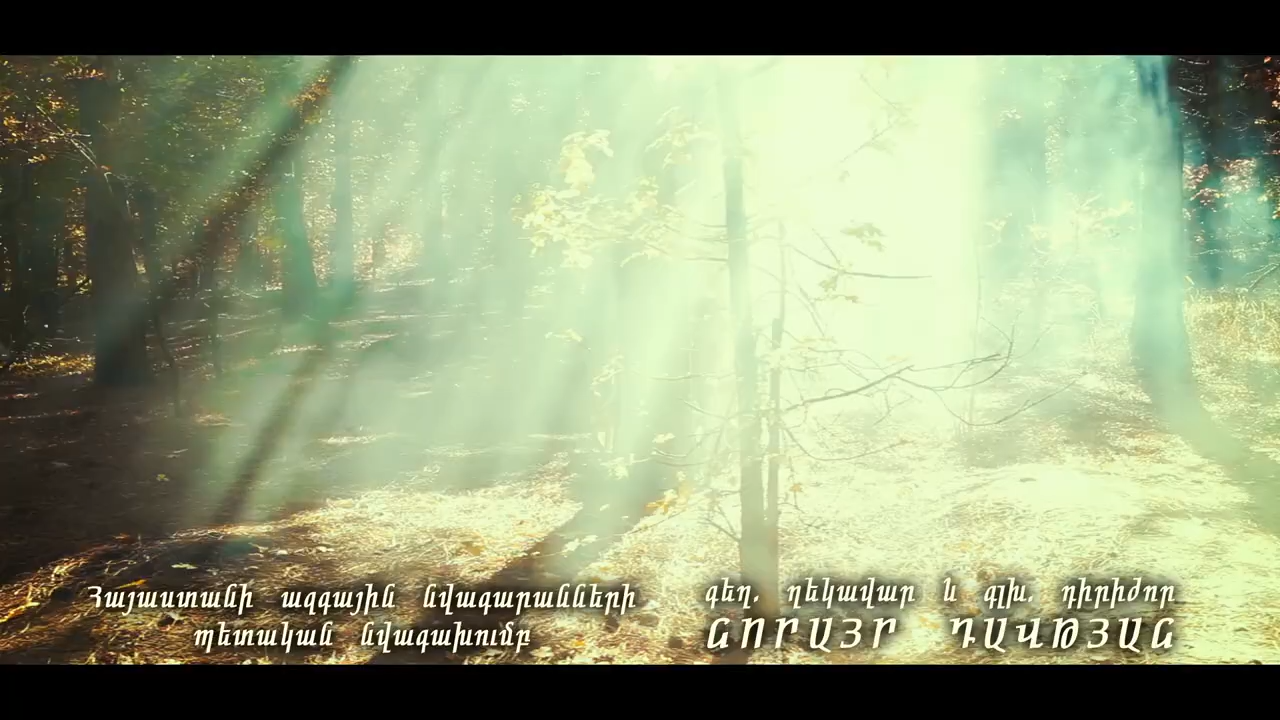 Հայաստանի ազգային նվագարանների
պետական նվագախումբ
գեղ. ղեկավար և գլխ. դիրիժոր
ՆՈՐԱՅՐ ԴԱՎԹՅԱՆ